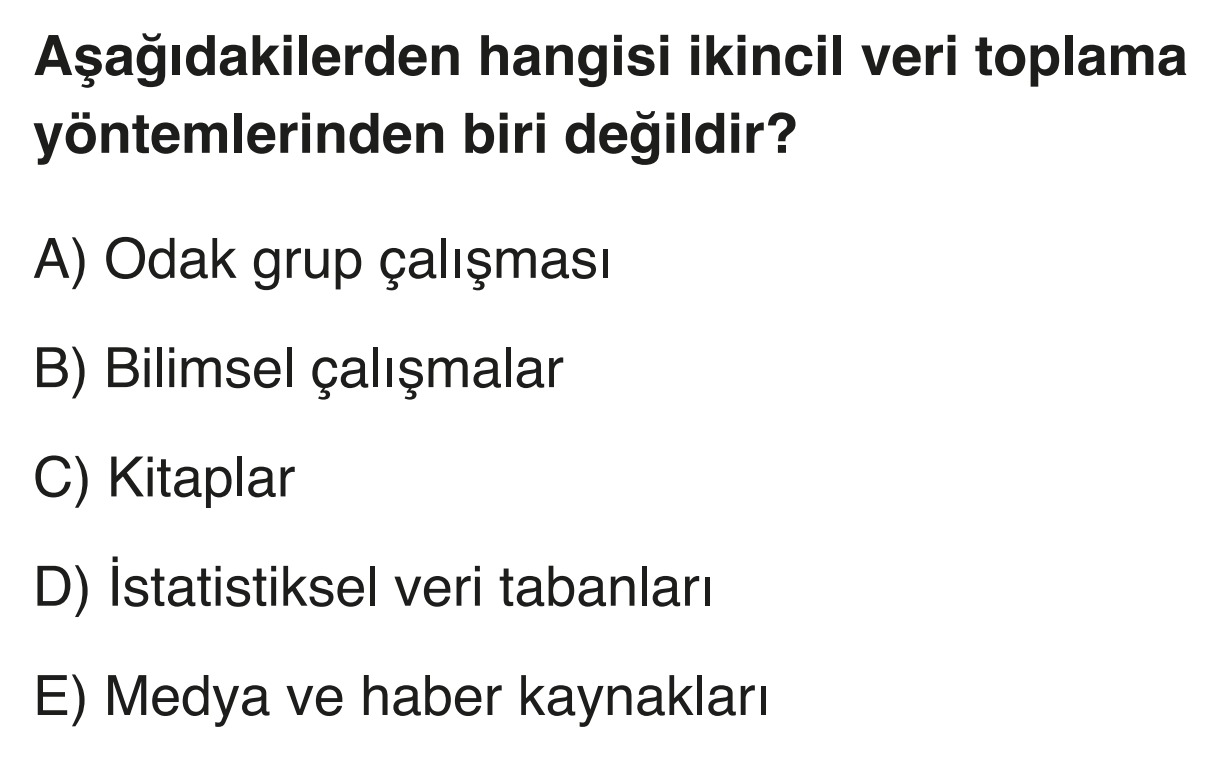 Aşağıdakilerden hangisi ikincil veri toplama
yöntemlerinden biri değildir?
A) Odak grup çalışması
B) Bilimsel çalışmalar
C) Kitaplar
D) İstatistiksel veri tabanları
E) Medya ve haber kaynakları